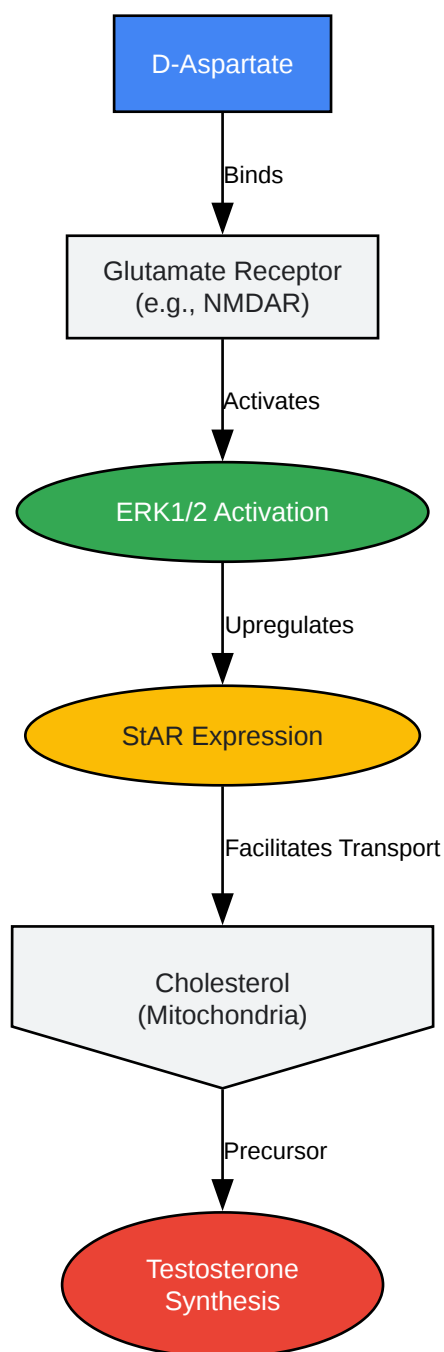 D-Aspartate
Binds
Glutamate Receptor
(e.g., NMDAR)
Activates
ERK1/2 Activation
Upregulates
StAR Expression
Facilitates Transport
Cholesterol
(Mitochondria)
Precursor
Testosterone
Synthesis